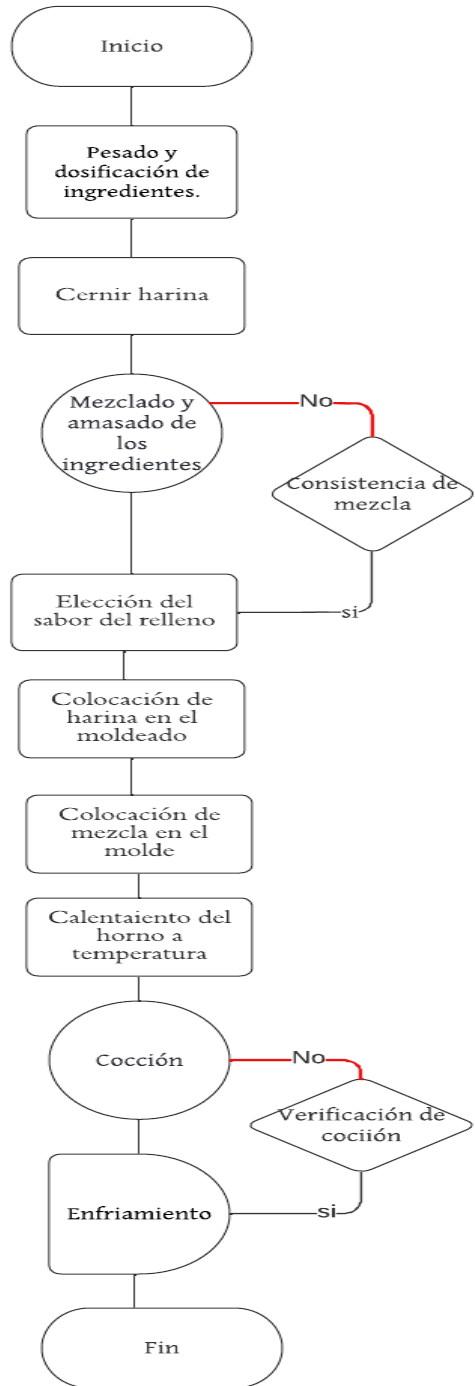 Inicio
Pesado y
dosificación de
ingredientes.
Cernir harina
Mezclado y
amasado de
los
ingredientes
No
Consistencia de
mezcla
si
Elección del
sabor del relleno
Colocación de
harina en el
moldeado
Colocación de
mezcla en el
molde
Calentaiento del
horno a
temperatura
Cocción
No
Verificación de
cociión
si
Enfriamiento
Fin